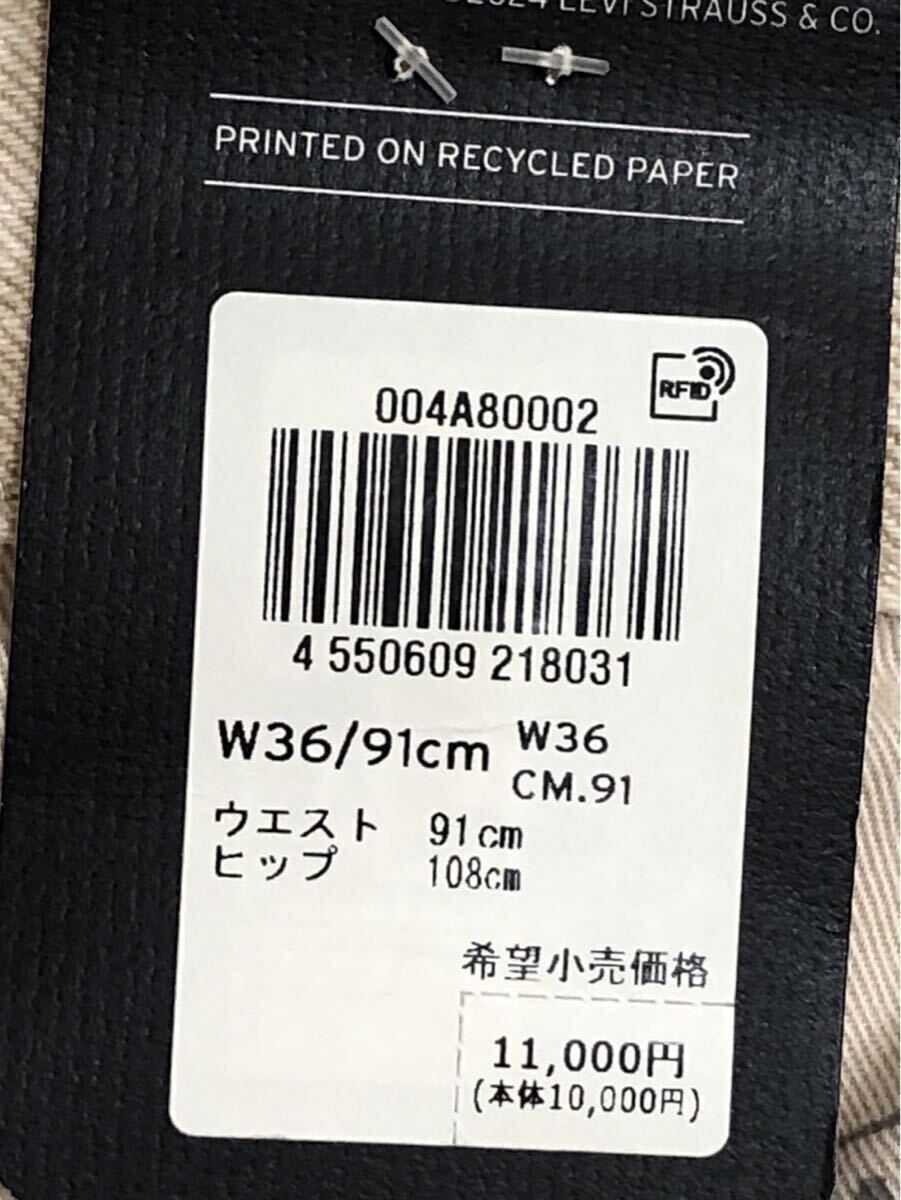 LEVI STRAUSS & CO.
PRINTED ON RECYCLED PAPER
RFID
004A80002
4 550609 218031
W36/91cm W36
CM.91
ウエスト 91cm
ヒップ 108cm
希望小売価格
11,000円
(本体10,000円)